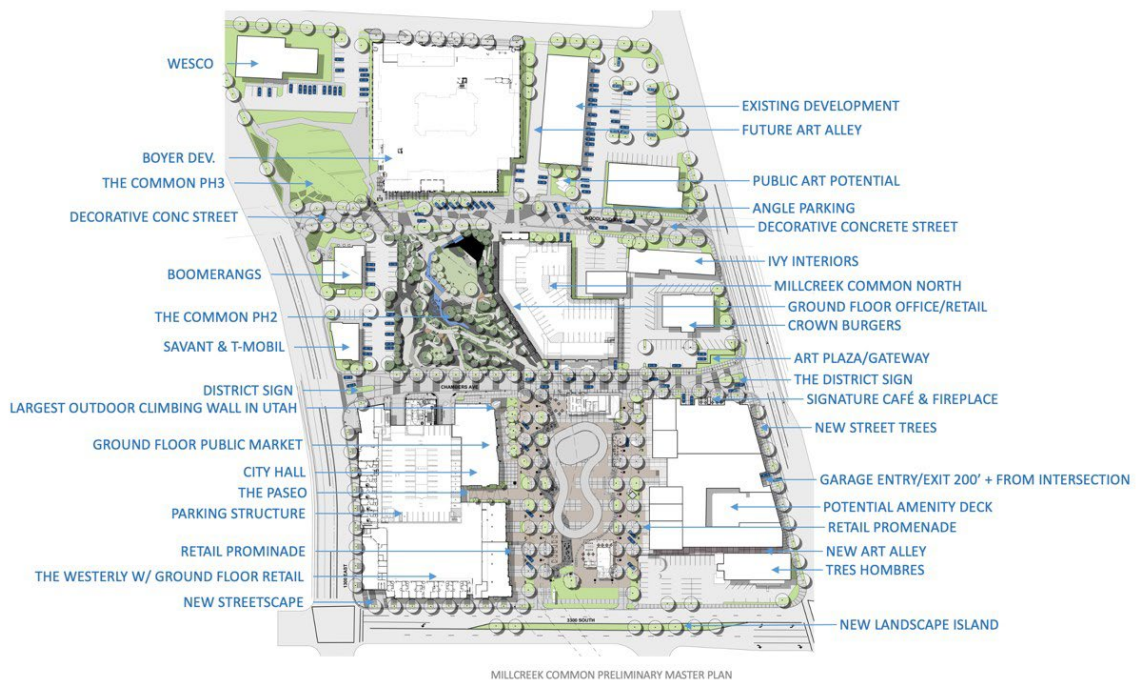 WESCO
BOYER DEV.
THE COMMON PH3
DECORATIVE CONC STREET
BOOMERANGS
THE COMMON PH2
SAVANT & T-MOBIL
DISTRICT SIGN
LARGEST OUTDOOR CLIMBING WALL IN UTAH
GROUND FLOOR PUBLIC MARKET
CITY HALL
THE PASEO
PARKING STRUCTURE
RETAIL PROMINADE
THE WESTERLY W/ GROUND FLOOR RETAIL
NEW STREETSCAPE
EXISTING DEVELOPMENT
FUTURE ART ALLEY
PUBLIC ART POTENTIAL
ANGLE PARKING
DECORATIVE CONCRETE STREET
IVY INTERIORS
MILLCREEK COMMON NORTH
GROUND FLOOR OFFICE/RETAIL
CROWN BURGERS
ART PLAZA/GATEWAY
THE DISTRICT SIGN
SIGNATURE CAFÉ & FIREPLACE
NEW STREET TREES
GARAGE ENTRY/EXIT 200' + FROM INTERSECTION
POTENTIAL AMENITY DECK
RETAIL PROMENADE
NEW ART ALLEY
TRES HOMBRES
NEW LANDSCAPE ISLAND
CHAMBERS AVE
1300 EAST
3300 SOUTH
MILLCREEK COMMON PRELIMINARY MASTER PLAN